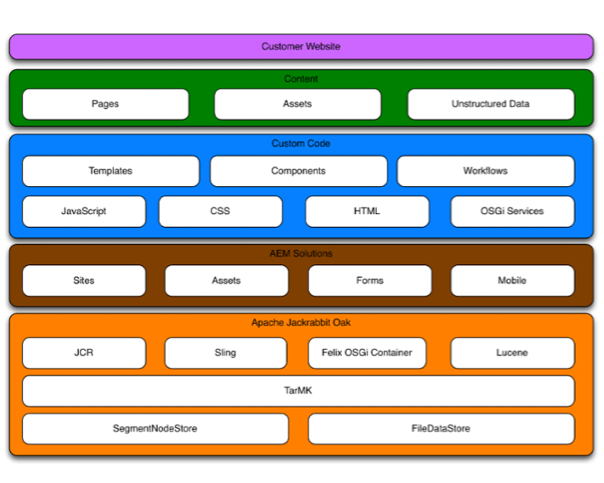 Customer Website
Content
Pages Assets Unstructured Data
Custom Code
Templates Components Workflows
JavaScript CSS HTML OSGi Services
AEM Solutions
Sites Assets Forms Mobile
Apache Jackrabbit Oak
JCR Sling Felix OSGi Container Lucene
TarMK
SegmentNodeStore FileDataStore